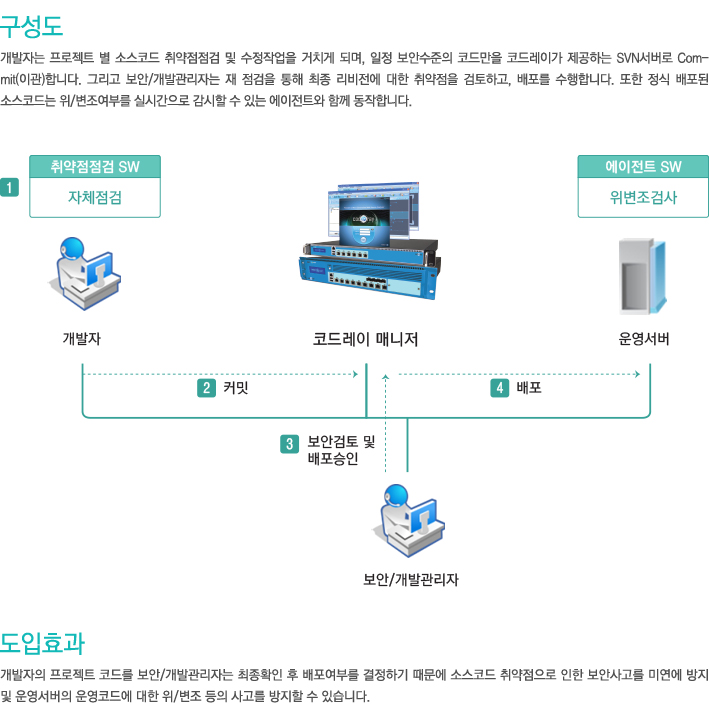 구성도
개발자는 프로젝트 별 소스코드 취약점점검 및 수정작업을 거치게 되며, 일정 보안수준의 코드만을 코드레이가 제공하는 SVN서버로 Com-
mit(이관)합니다. 그리고 보안/개발관리자는 재 점검을 통해 최종 리비전에 대한 취약점을 검토하고, 배포를 수행합니다. 또한 정식 배포된
소스코드는 위/변조여부를 실시간으로 감시할 수 있는 에이전트와 함께 동작합니다.
취약점점검 SW
에이전트 SW
1
자체점검
위변조검사
개발자
코드레이 매니저
운영서버
2 커밋
4 배포
3 보안검토 및
배포승인
보안/개발관리자
도입효과
개발자의 프로젝트 코드를 보안/개발관리자는 최종확인 후 배포여부를 결정하기 때문에 소스코드 취약점으로 인한 보안사고를 미연에 방지
및 운영서버의 운영코드에 대한 위/변조 등의 사고를 방지할 수 있습니다.